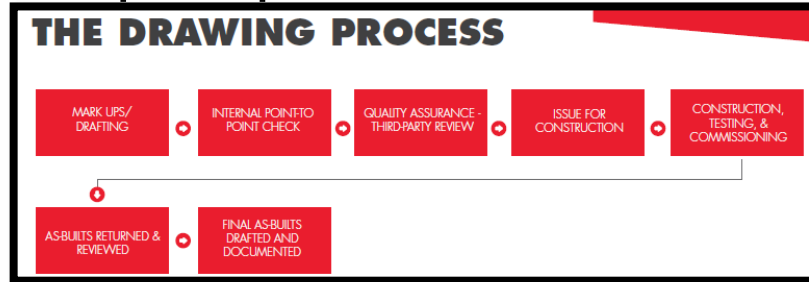 THE DRAWING PROCESS
MARK UPS/
DRAFTING
INTERNAL POINT-TO
POINT CHECK
QUALITY ASSURANCE -
THIRD-PARTY REVIEW
ISSUE FOR
CONSTRUCTION
CONSTRUCTION,
TESTING, &
COMMISSIONING
AS-BUILTS RETURNED &
REVIEWED
FINAL AS-BUILTS
DRAFTED AND
DOCUMENTED